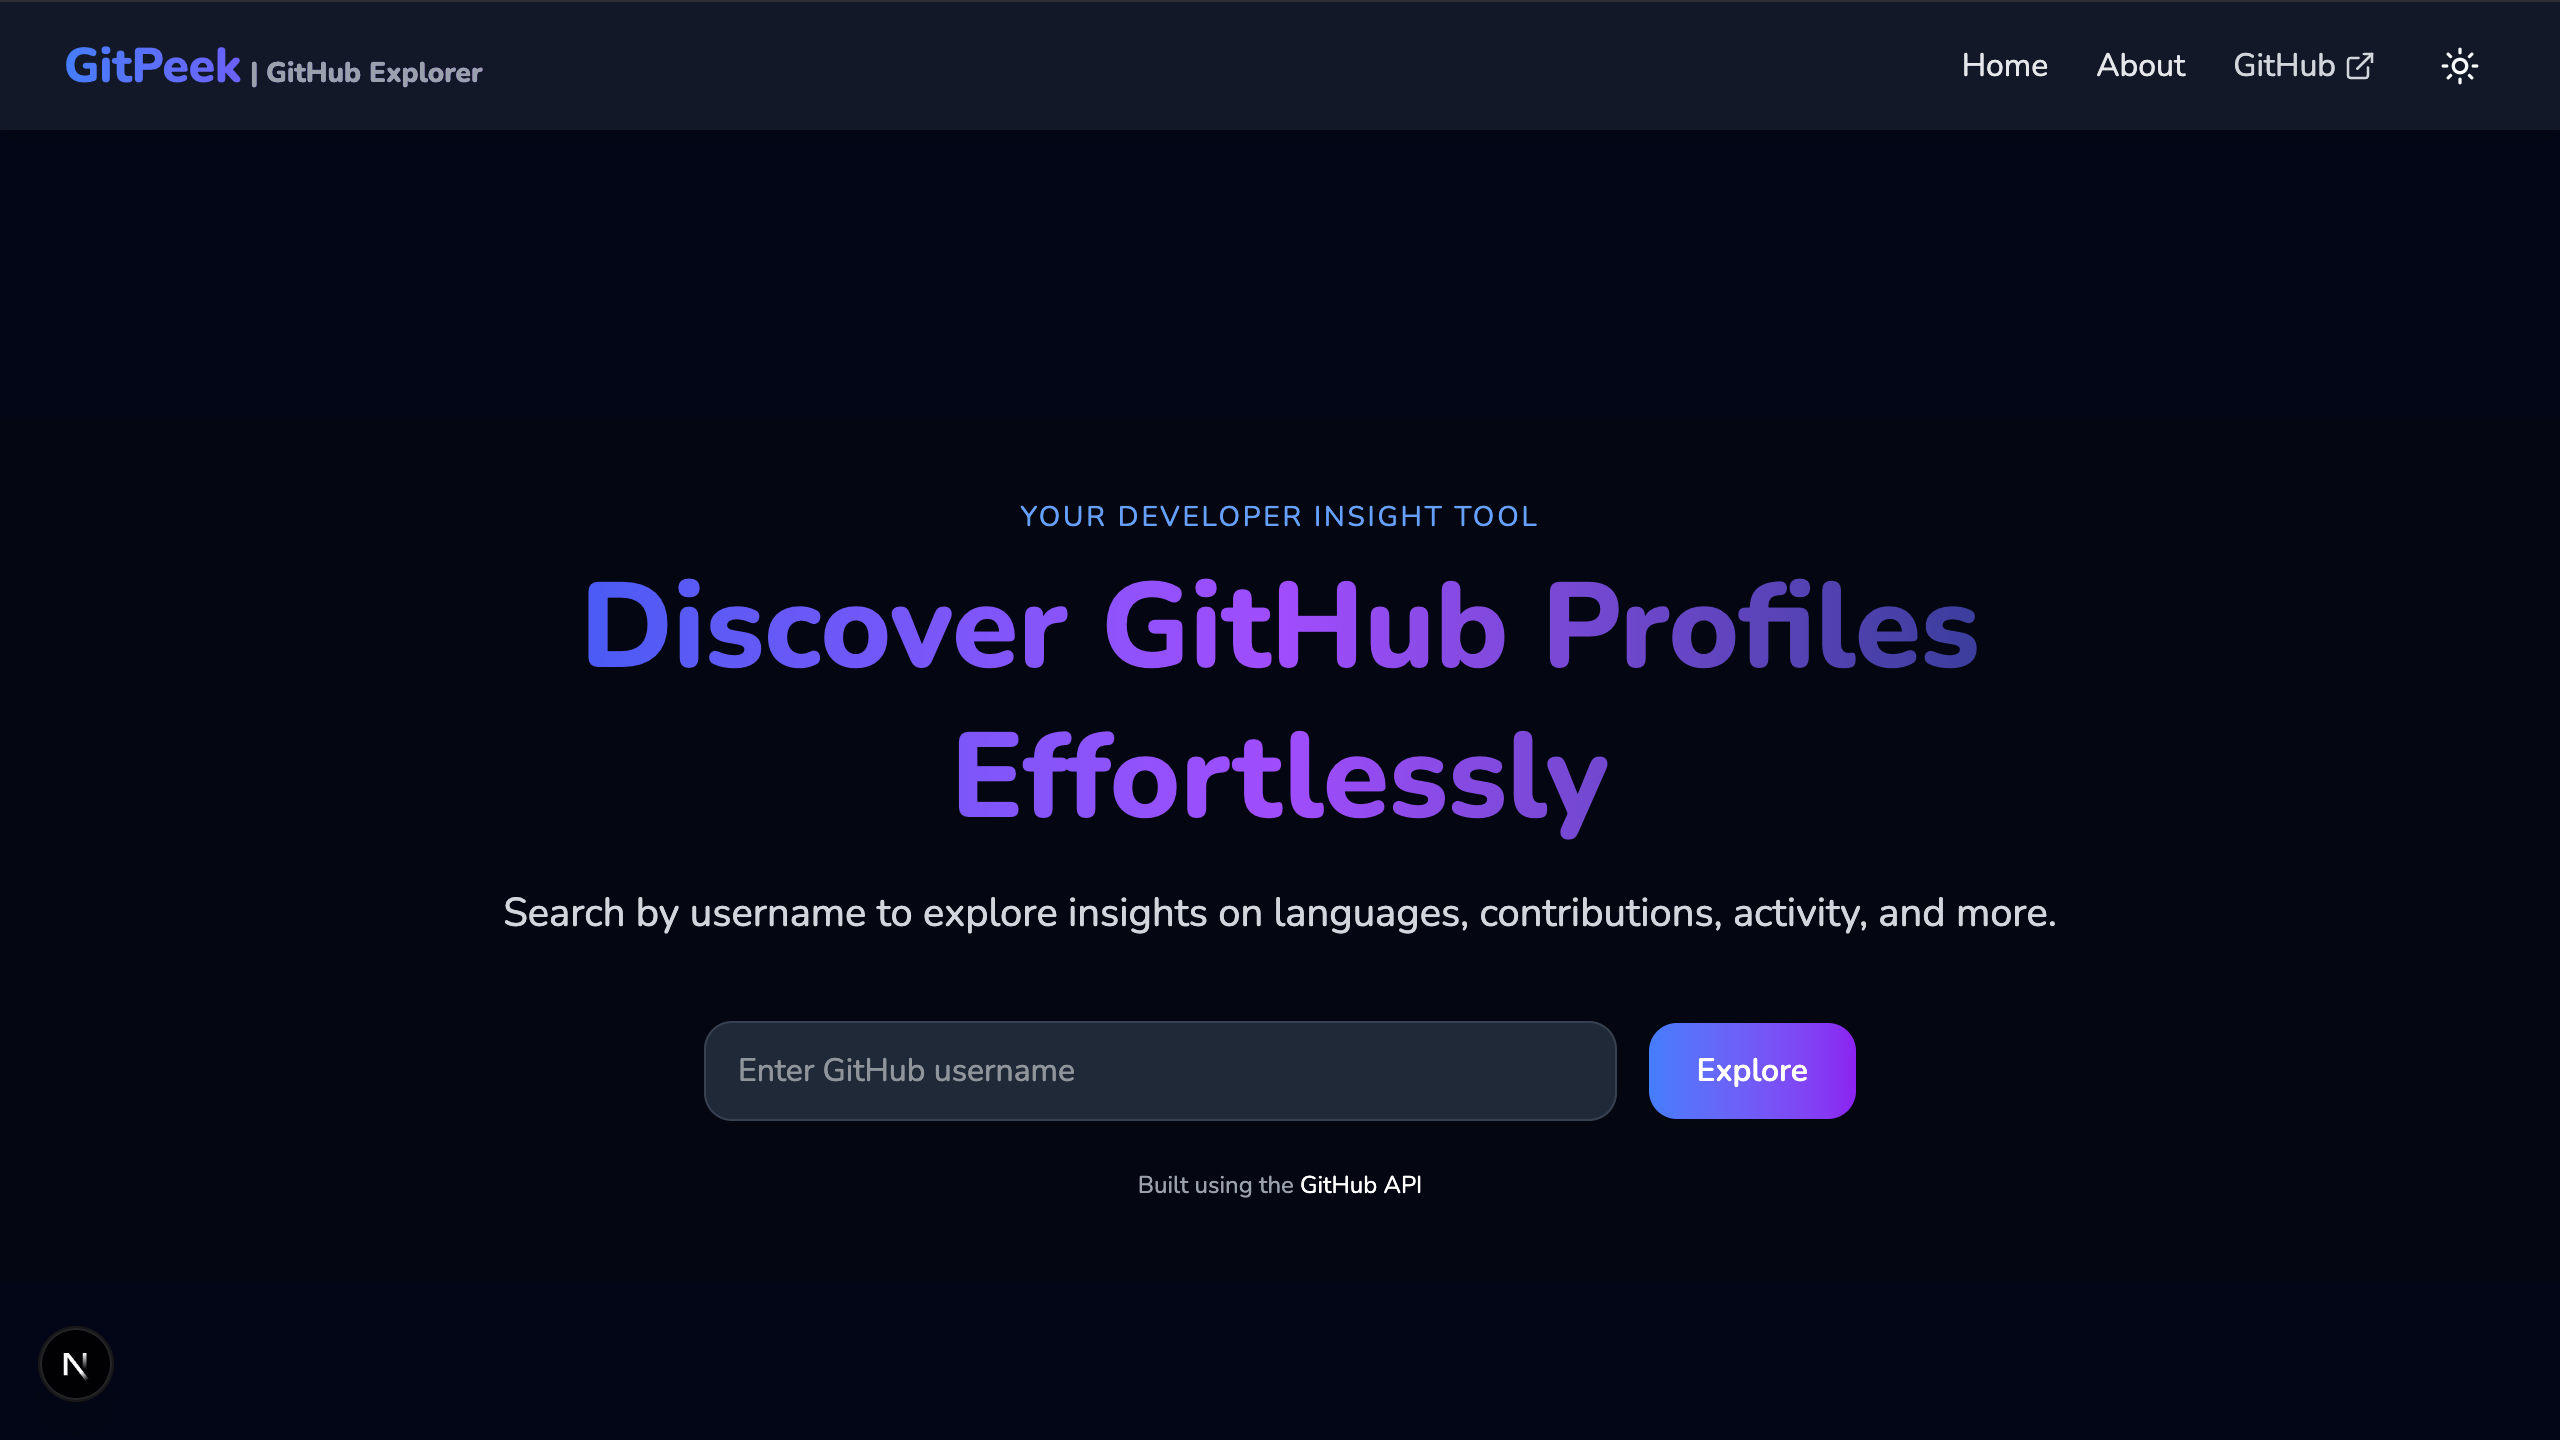 GitPeek | GitHub Explorer
Home About GitHub
YOUR DEVELOPER INSIGHT TOOL
Discover GitHub Profiles
Effortlessly
Search by username to explore insights on languages, contributions, activity, and more.
Enter GitHub username
Explore
Built using the GitHub API
N